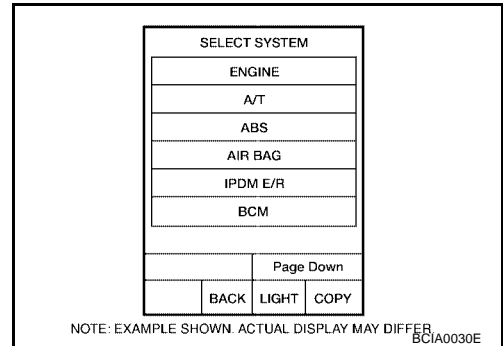 SELECT SYSTEM
ENGINE
A/T
ABS
AIR BAG
IPDM E/R
BCM
Page Down
BACK LIGHT COPY
NOTE: EXAMPLE SHOWN. ACTUAL DISPLAY MAY DIFFER.
BCIA0030E